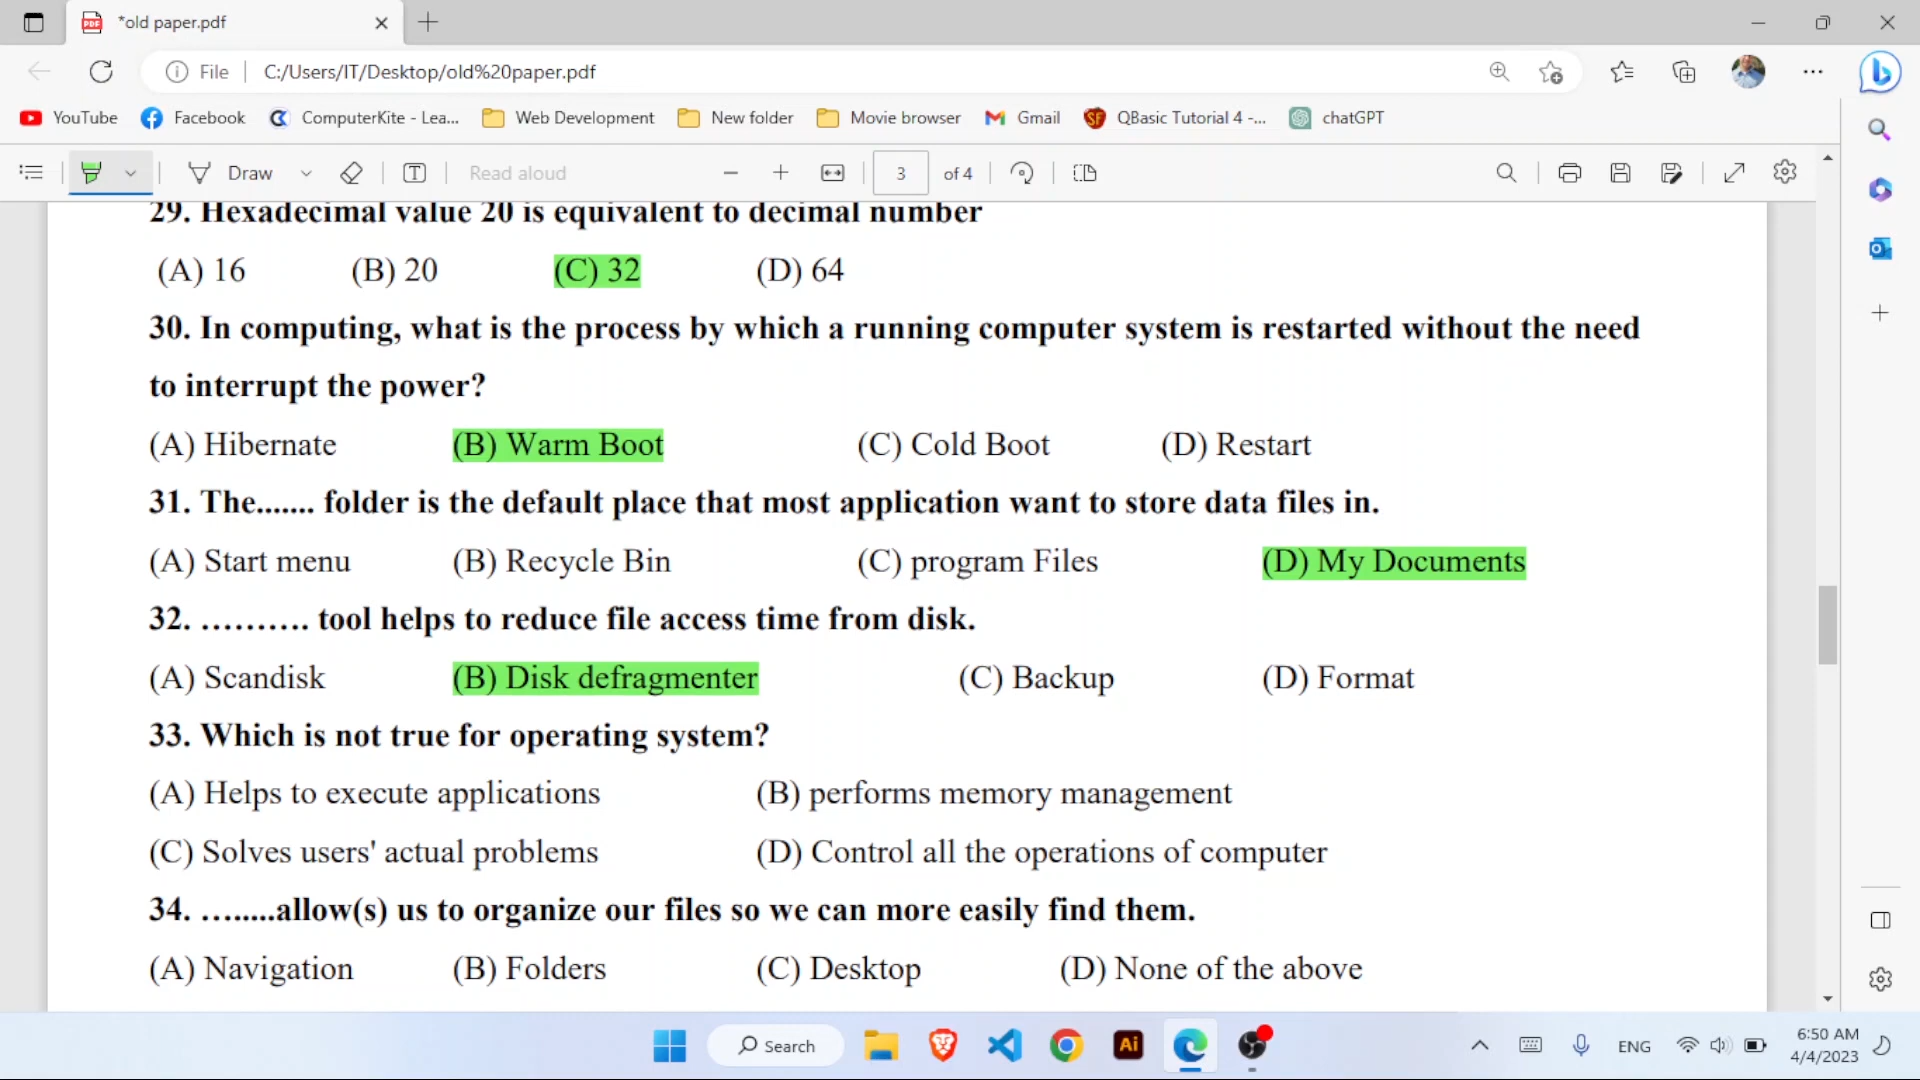 *old paper.pdf
File C:/Users/IT/Desktop/old%20paper.pdf
YouTube Facebook ComputerKite - Lea... Web Development New folder Movie browser Gmail QBasic Tutorial 4 -... chatGPT
Draw Read aloud 3 of 4
29. Hexadecimal value 20 is equivalent to decimal number
(A) 16 (B) 20 (C) 32 (D) 64
30. In computing, what is the process by which a running computer system is restarted without the need
to interrupt the power?
(A) Hibernate (B) Warm Boot (C) Cold Boot (D) Restart
31. The....... folder is the default place that most application want to store data files in.
(A) Start menu (B) Recycle Bin (C) program Files (D) My Documents
32. .......... tool helps to reduce file access time from disk.
(A) Scandisk (B) Disk defragmenter (C) Backup (D) Format
33. Which is not true for operating system?
(A) Helps to execute applications (B) performs memory management
(C) Solves users' actual problems (D) Control all the operations of computer
34. ….....allow(s) us to organize our files so we can more easily find them.
(A) Navigation (B) Folders (C) Desktop (D) None of the above
Search Ai ENG 6:50 AM
4/4/2023